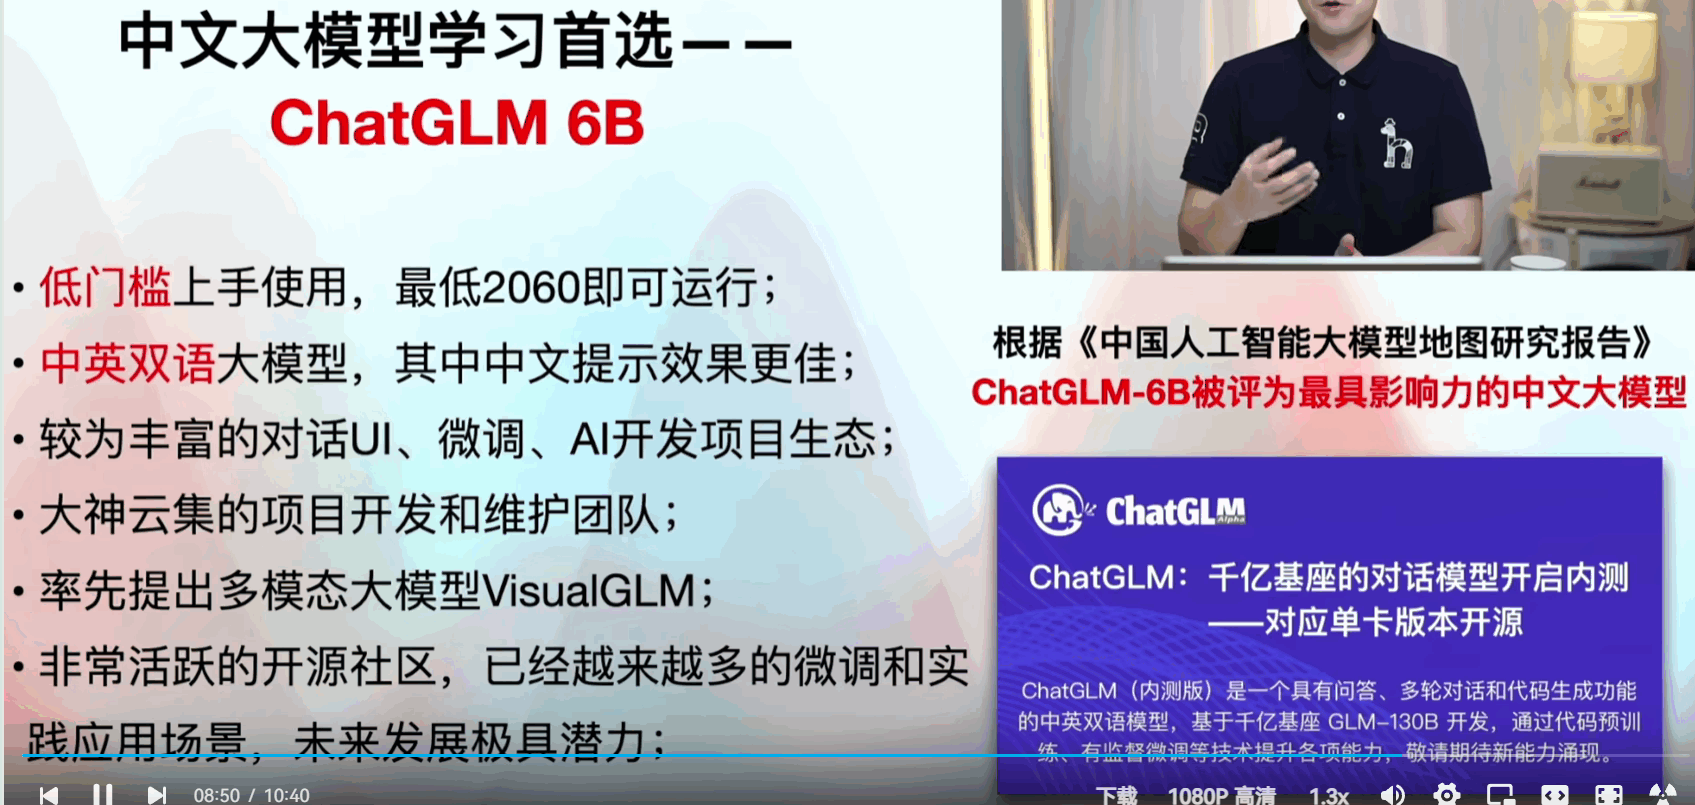 中文大模型学习首选——
ChatGLM 6B
• 低门槛上手使用，最低2060即可运行；
• 中英双语大模型，其中中文提示效果更佳；
• 较为丰富的对话UI、微调、AI开发项目生态；
• 大神云集的项目开发和维护团队；
• 率先提出多模态大模型VisualGLM；
• 非常活跃的开源社区，已经越来越多的微调和实
践应用场景，未来发展极具潜力；
根据《中国人工智能大模型地图研究报告》
ChatGLM-6B被评为最具影响力的中文大模型
ChatGLM
Alpha
ChatGLM：千亿基座的对话模型开启内测
——对应单卡版本开源
ChatGLM（内测版）是一个具有问答、多轮对话和代码生成功能
的中英双语模型，基于千亿基座 GLM-130B 开发，通过代码预训
练、有监督微调等技术提升各项能力，敬请期待新能力涌现。
08:50 / 10:40
下载 1080P 高清 1.3x